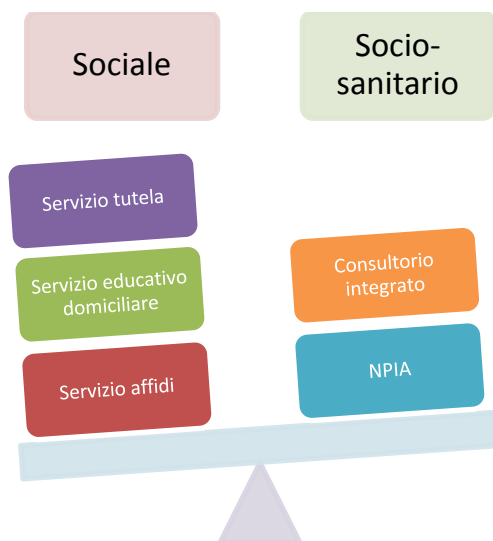 Sociale
Socio-
sanitario
Servizio tutela
Servizio educativo
domiciliare
Servizio affidi
Consultorio
integrato
NPIA